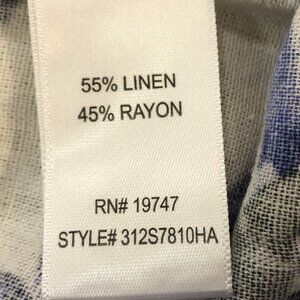 55% LINEN
45% RAYON
RN# 19747
STYLE# 312S7810HA